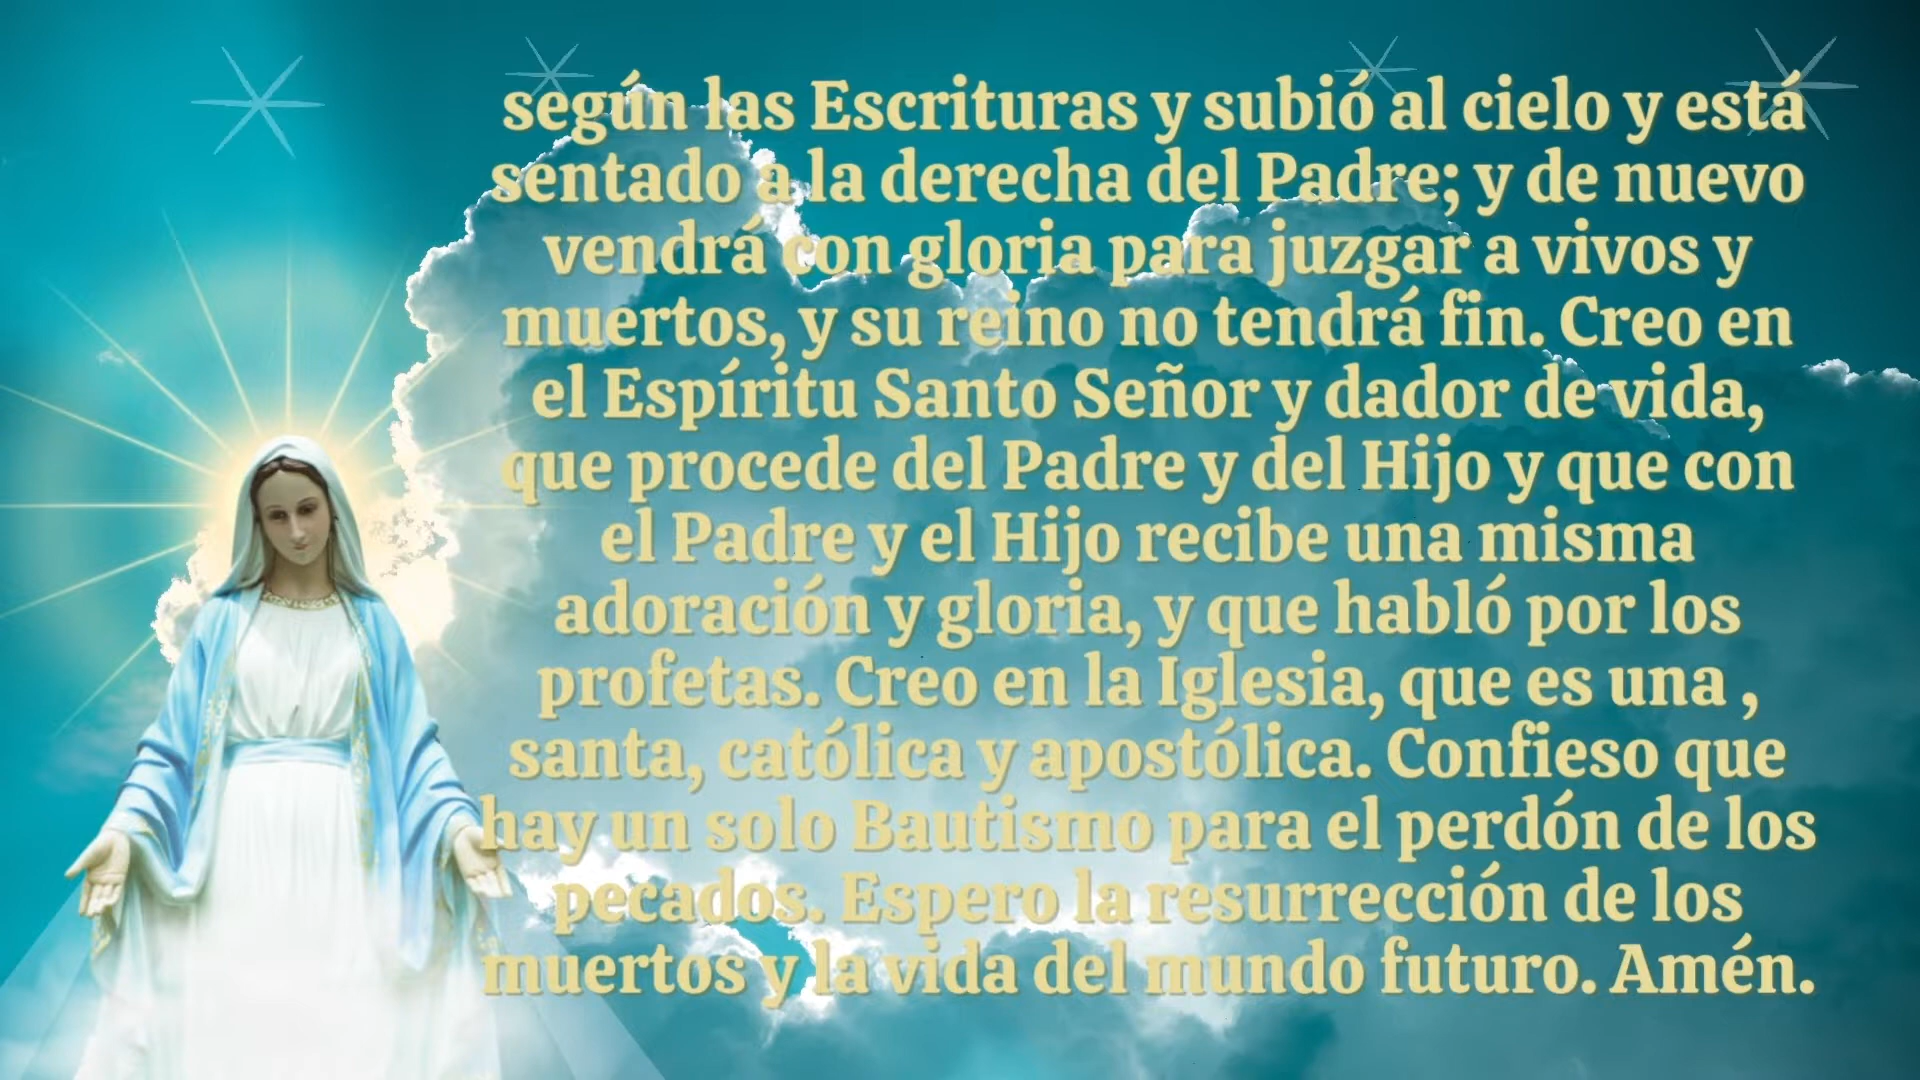 según las Escrituras y subió al cielo y está
sentado a la derecha del Padre; y de nuevo
vendrá con gloria para juzgar a vivos y
muertos, y su reino no tendrá fin. Creo en
el Espíritu Santo Señor y dador de vida,
que procede del Padre y del Hijo y que con
el Padre y el Hijo recibe una misma
adoración y gloria, y que habló por los
profetas. Creo en la Iglesia, que es una ,
santa, católica y apostólica. Confieso que
hay un solo Bautismo para el perdón de los
pecados. Espero la resurrección de los
muertos y la vida del mundo futuro. Amén.